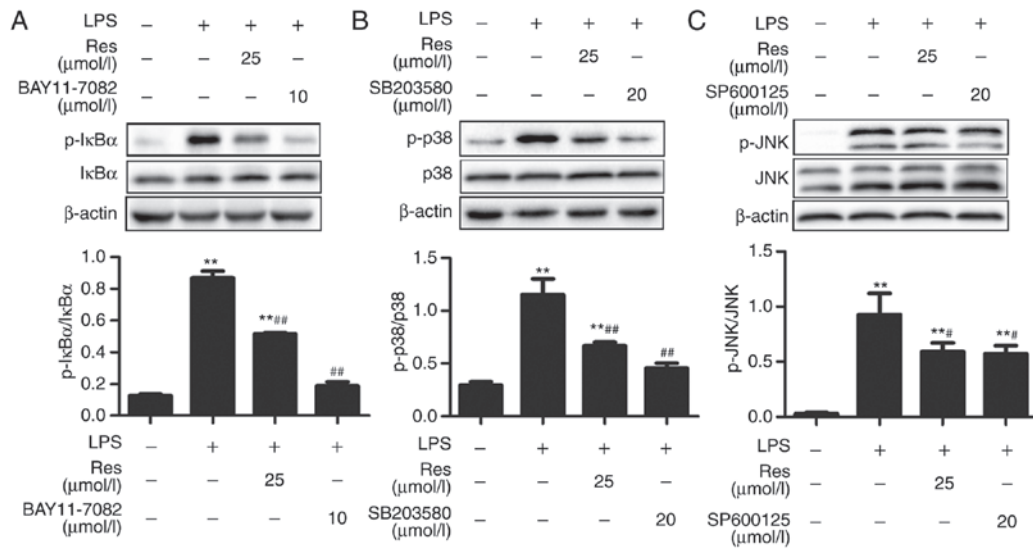 A
LPS – + + +
Res (μmol/l) – – 25 –
BAY11-7082 (μmol/l) – – – 10
p-IκBα
IκBα
β-actin
p-IκBα/IκBα
1.0
0.8
0.6
0.4
0.2
0.0
**
**##
##
LPS – + + +
Res (μmol/l) – – 25 –
BAY11-7082 (μmol/l) – – – 10
B
LPS – + + +
Res (μmol/l) – – 25 –
SB203580 (μmol/l) – – – 20
p-p38
p38
β-actin
p-p38/p38
1.5
1.0
0.5
0.0
**
**##
##
LPS – + + +
Res (μmol/l) – – 25 –
SB203580 (μmol/l) – – – 20
C
LPS – + + +
Res (μmol/l) – – 25 –
SP600125 (μmol/l) – – – 20
p-JNK
JNK
β-actin
p-JNK/JNK
1.5
1.0
0.5
0.0
**
**#
**#
LPS – + + +
Res (μmol/l) – – 25 –
SP600125 (μmol/l) – – – 20